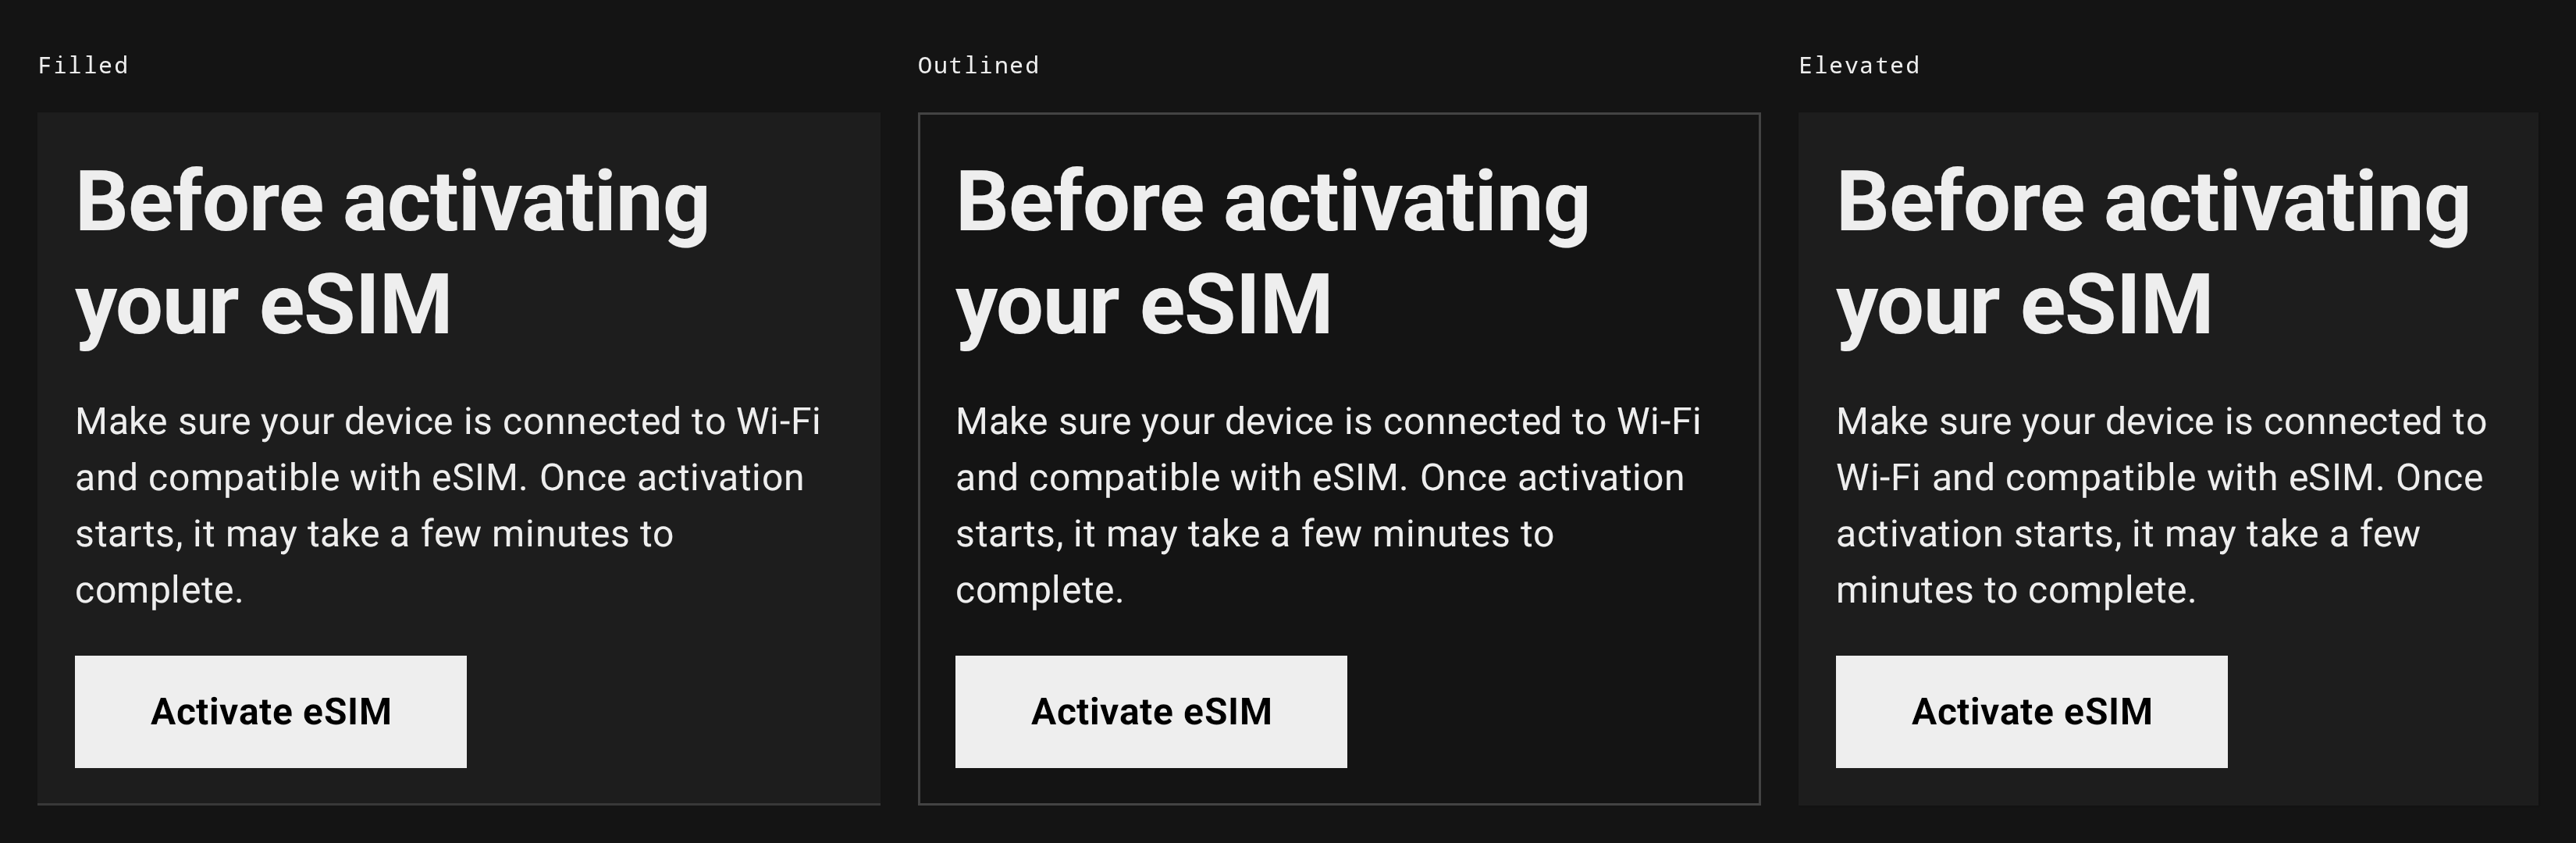 Filled
Before activating
your eSIM
Make sure your device is connected to Wi-Fi
and compatible with eSIM. Once activation
starts, it may take a few minutes to
complete.
Activate eSIM
Outlined
Before activating
your eSIM
Make sure your device is connected to Wi-Fi
and compatible with eSIM. Once activation
starts, it may take a few minutes to
complete.
Activate eSIM
Elevated
Before activating
your eSIM
Make sure your device is connected to
Wi-Fi and compatible with eSIM. Once
activation starts, it may take a few
minutes to complete.
Activate eSIM